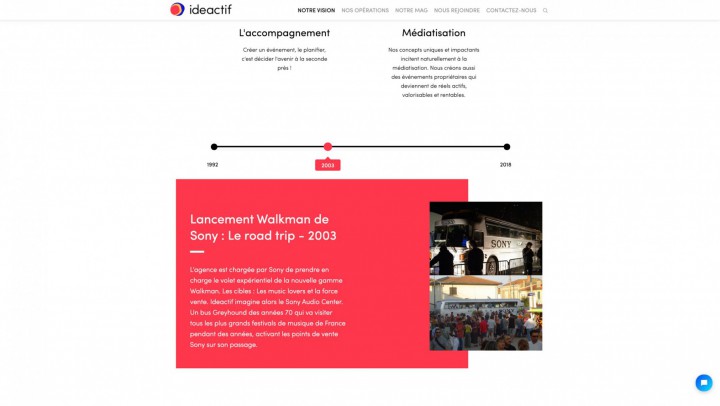 ideactif
NOTRE VISION NOS OPÉRATIONS NOTRE MAG NOUS REJOINDRE CONTACTEZ-NOUS
L'accompagnement
Créer un événement, le planifier,
c'est décider l'avenir à la seconde
près !
Médiatisation
Nos concepts uniques et impactants
incitent naturellement à la
médiatisation. Nous créons aussi
des événements propriétaires qui
deviennent de réels actifs,
valorisables et rentables.
1992
2003
2018
Lancement Walkman de
Sony : Le road trip - 2003
L'agence est chargée par Sony de prendre en
charge le volet expérientiel de la nouvelle gamme
Walkman. Les cibles : Les music lovers et la force
vente. Ideactif imagine alors le Sony Audio Center.
Un bus Greyhound des années 70 qui va visiter
tous les plus grands festivals de musique de France
pendant des années, activant les points de vente
Sony sur son passage.
SONY